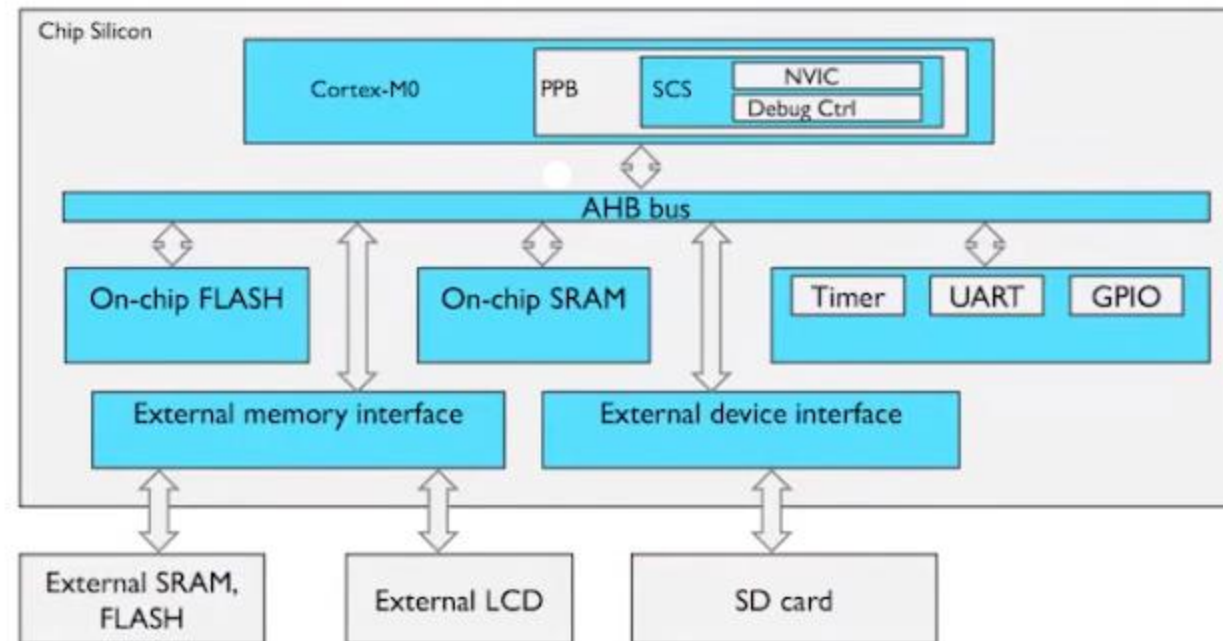 Chip Silicon
Cortex-M0
PPB
SCS
NVIC
Debug Ctrl
AHB bus
On-chip FLASH
On-chip SRAM
Timer
UART
GPIO
External memory interface
External device interface
External SRAM,
FLASH
External LCD
SD card